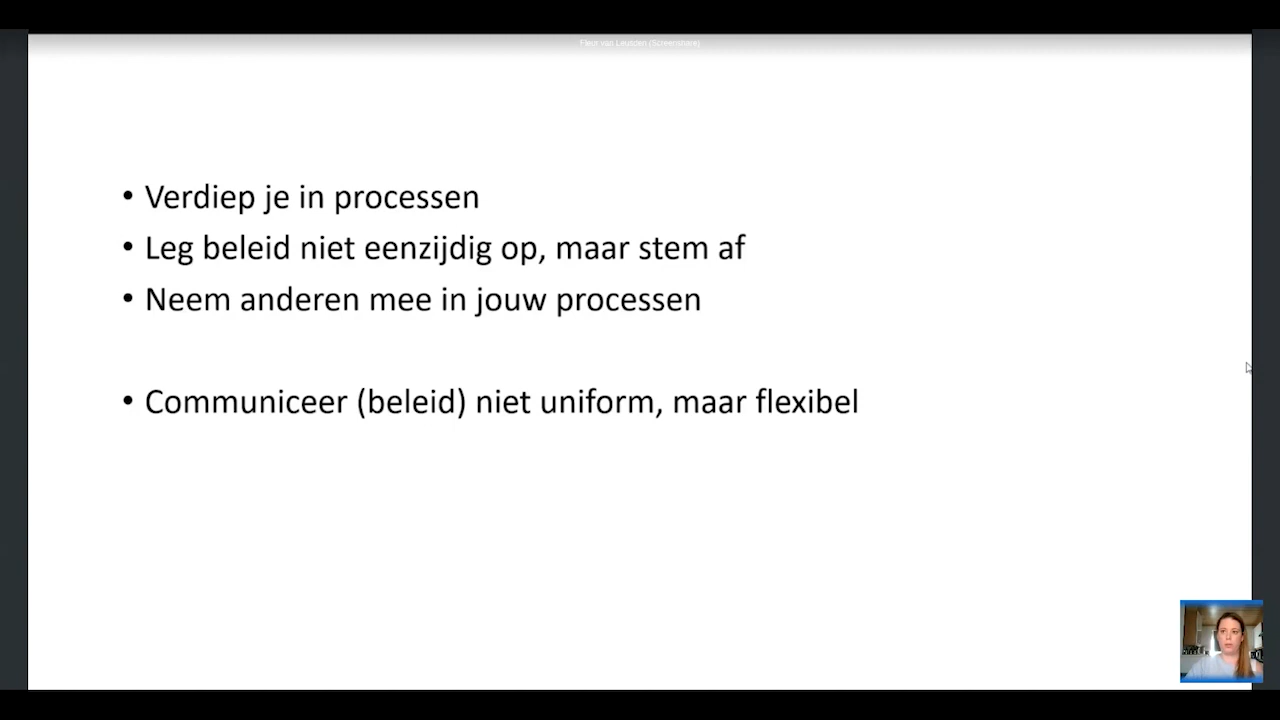 Fleur van Leusden (Screenshare)
• Verdiep je in processen
• Leg beleid niet eenzijdig op, maar stem af
• Neem anderen mee in jouw processen
• Communiceer (beleid) niet uniform, maar flexibel